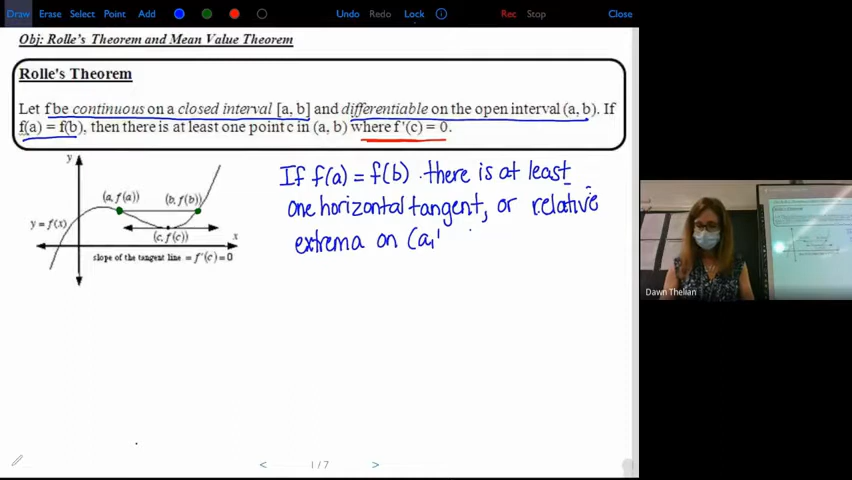 Draw Erase Select Point Add Undo Redo Lock Rec Stop Close
Obj: Rolle's Theorem and Mean Value Theorem
Rolle's Theorem
Let f be continuous on a closed interval [a, b] and differentiable on the open interval (a, b). If
f(a) = f(b), then there is at least one point c in (a, b) where f '(c) = 0.
y
(a, f(a))
(b, f(b))
y = f(x)
(c, f(c))
x
slope of the tangent line = f '(c) = 0
If f(a) = f(b) there is at least
one horizontal tangent, or relative
extrema on (a,
Dawn Thelian
< 1/7 >